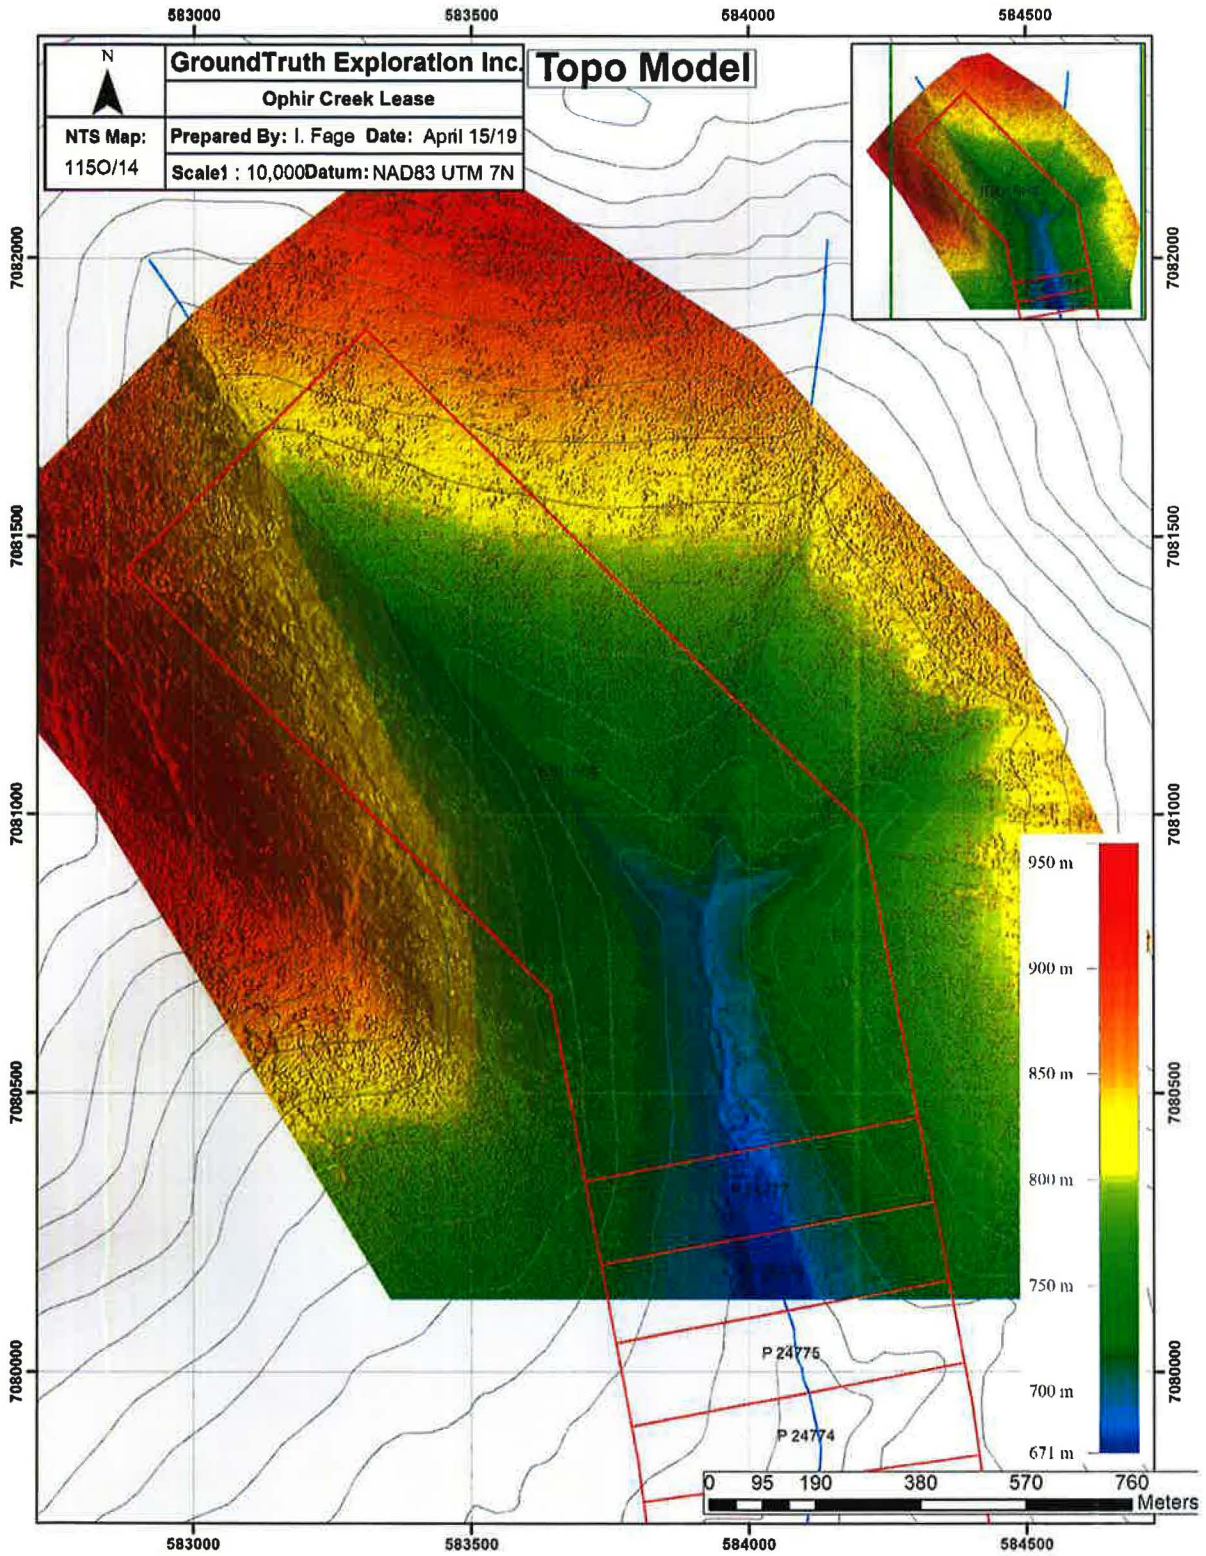 583000 583500 584000 584500
N
GroundTruth Exploration Inc.
Topo Model
Ophir Creek Lease
NTS Map:
115O/14
Prepared By: I. Fage Date: April 15/19
Scale1 : 10,000Datum: NAD83 UTM 7N
7082000 7082000
7081500 7081500
7081000 7081000
950 m
900 m
850 m
7080500 7080500
800 m
750 m
P 24775
7080000 7080000
700 m
P 24774
671 m
0 95 190 380 570 760
Meters
583000 583500 584000 584500